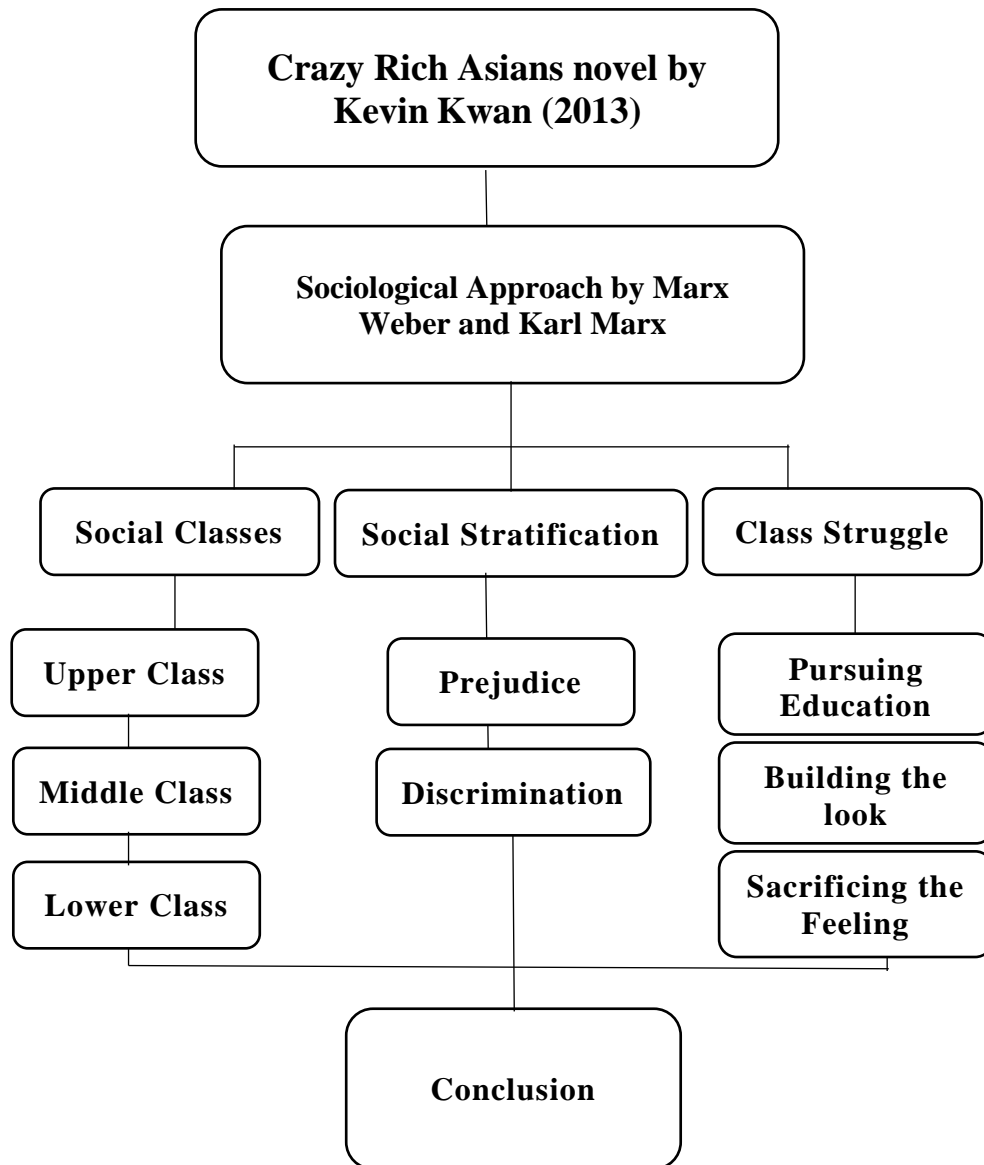 Crazy Rich Asians novel by
Kevin Kwan (2013)
Sociological Approach by Marx
Weber and Karl Marx
Social Classes
Social Stratification
Class Struggle
Upper Class
Middle Class
Lower Class
Prejudice
Discrimination
Pursuing
Education
Building the
look
Sacrificing the
Feeling
Conclusion